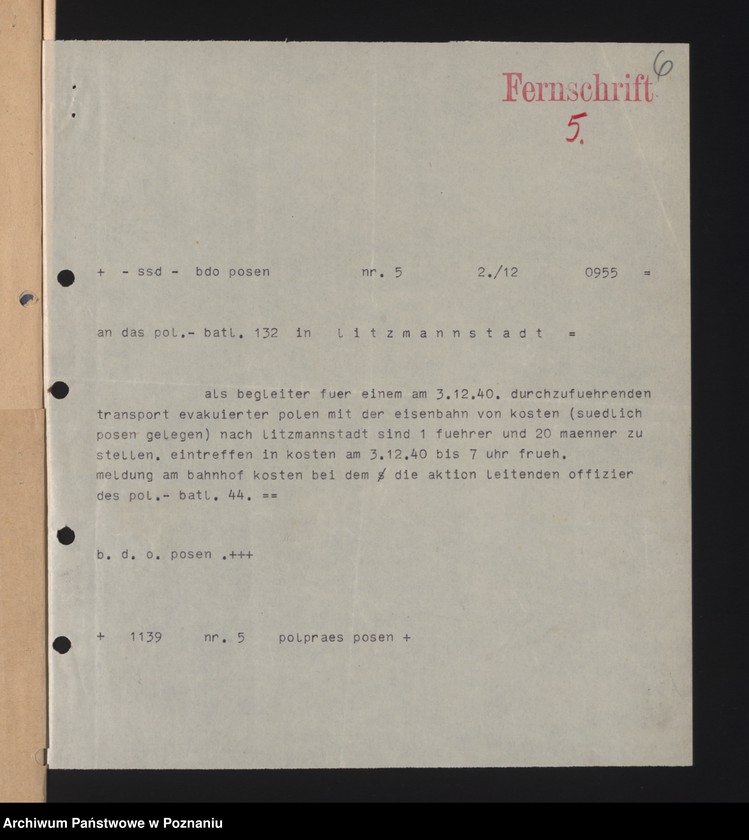 6
Fernschrift
5.
+ - ssd - bdo posen nr. 5 2./12 0955 =
an das pol.- batl. 132 in l i t z m a n n s t a d t =
als begleiter fuer einem am 3.12.40. durchzufuehrenden
transport evakuierter polen mit der eisenbahn von kosten (suedlich
posen gelegen) nach litzmannstadt sind 1 fuehrer und 20 maenner zu
stellen. eintreffen in kosten am 3.12.40 bis 7 uhr frueh.
meldung am bahnhof kosten bei dem die aktion leitenden offizier
des pol.- batl. 44. ==
b. d. o. posen .+++
+ 1139 nr. 5 polpraes posen +
Archiwum Państwowe w Poznaniu